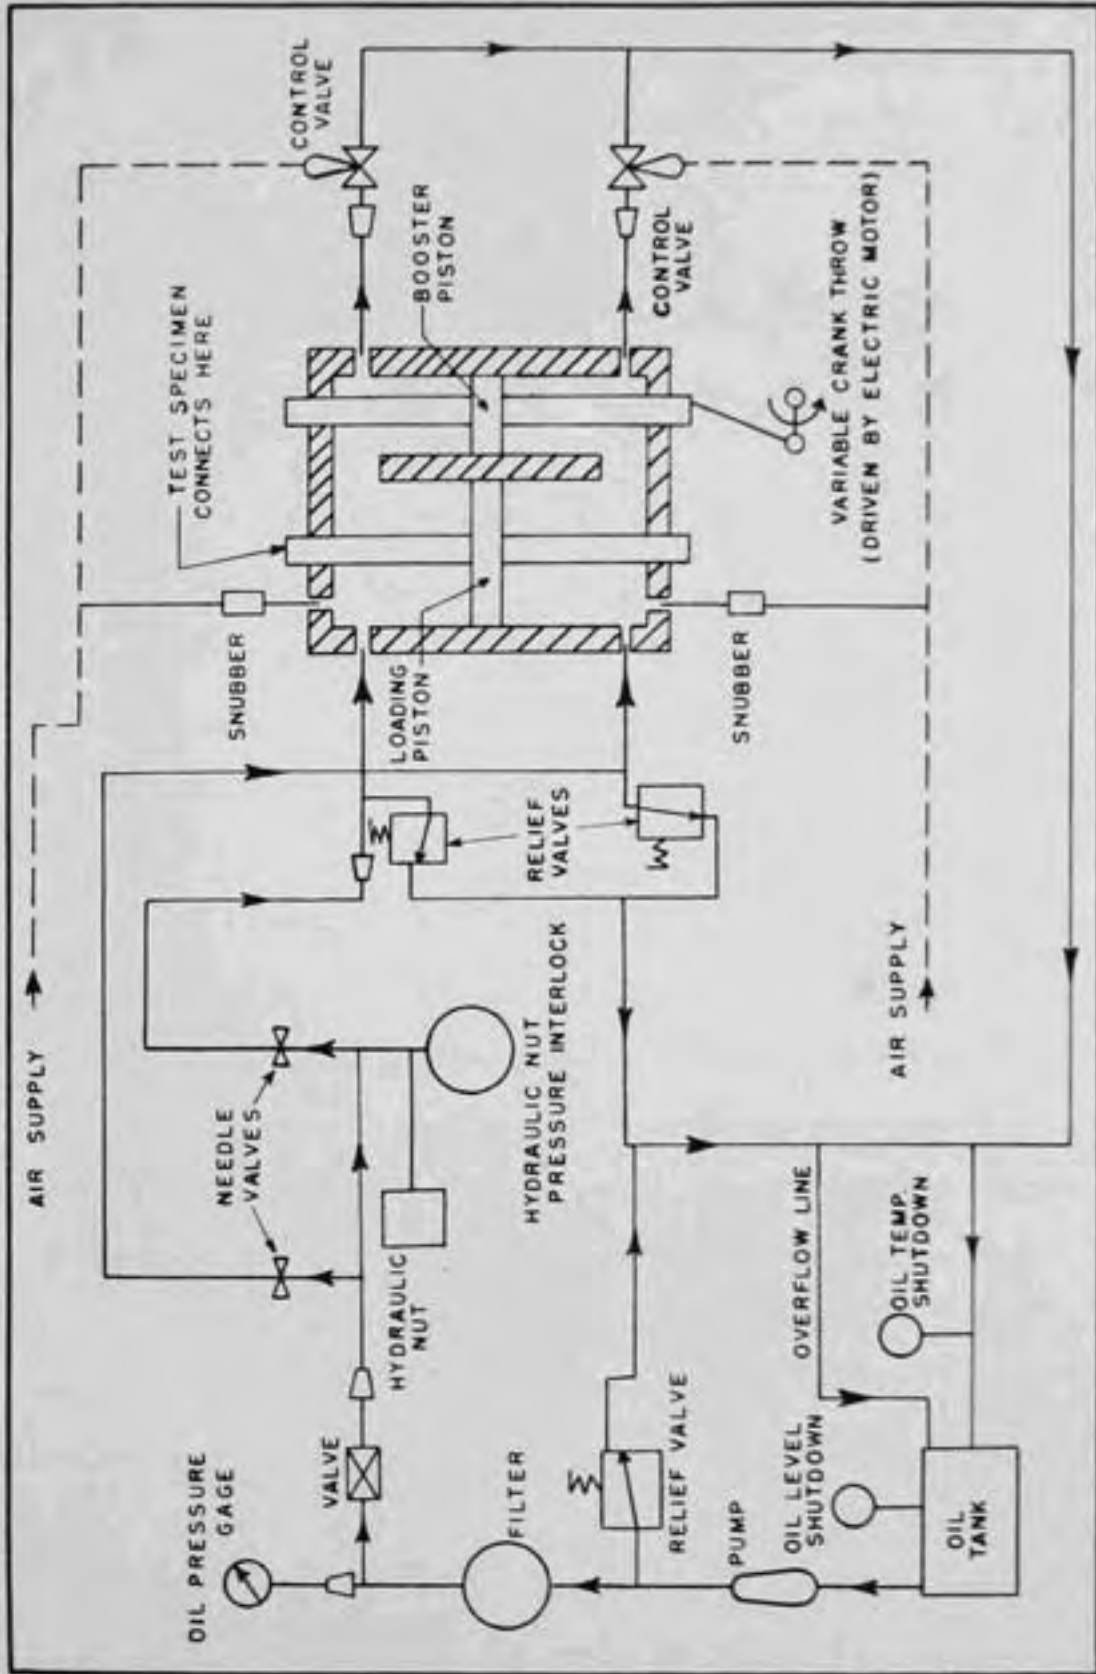 AIR SUPPLY
CONTROL
VALVE
TEST SPECIMEN
CONNECTS HERE
SNUBBER
BOOSTER
PISTON
LOADING
PISTON
NEEDLE
VALVES
OIL PRESSURE
GAGE
VALVE
HYDRAULIC
NUT
HYDRAULIC NUT
PRESSURE INTERLOCK
RELIEF
VALVES
FILTER
RELIEF VALVE
SNUBBER
CONTROL
VALVE
VARIABLE CRANK THROW
(DRIVEN BY ELECTRIC MOTOR)
AIR SUPPLY
PUMP
OIL LEVEL
SHUTDOWN
OVERFLOW LINE
OIL TEMP.
SHUTDOWN
OIL
TANK